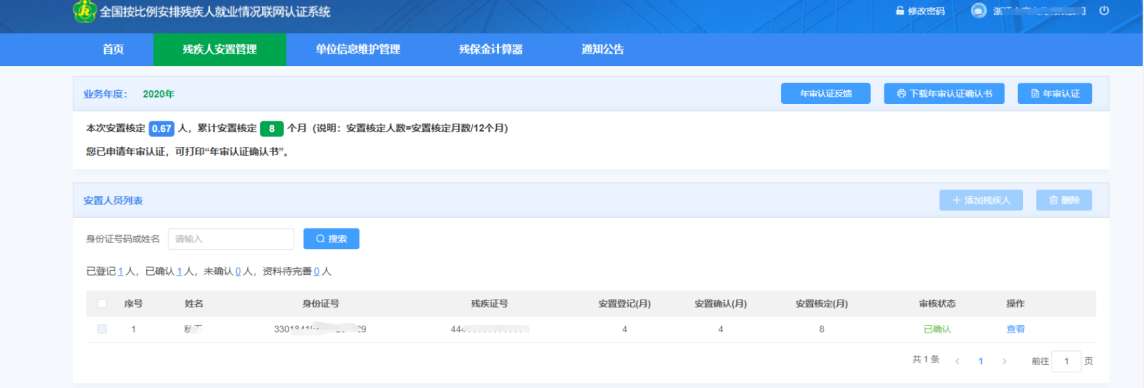 全国按比例安排残疾人就业情况联网认证系统
修改密码
首页 残疾人安置管理 单位信息维护管理 残保金计算器 通知公告
业务年度： 2020年 年审认证反馈 下载年审认证确认书 年审认证
本次安置核定 0.67 人，累计安置核定 8 个月（说明：安置核定人数=安置核定月数/12个月)
您已申请年审认证，可打印“年审认证确认书”。
安置人员列表 + 添加残疾人 删除
身份证号码或姓名 请输入 搜索
已登记1人，已确认1人，未确认0人，资料待完善0人
序号 姓名 身份证号 残疾证号 安置登记(月) 安置确认(月) 安置核定(月) 审核状态 操作
1 4 4 8 已确认 查看
共1条 < 1 > 前往 1 页